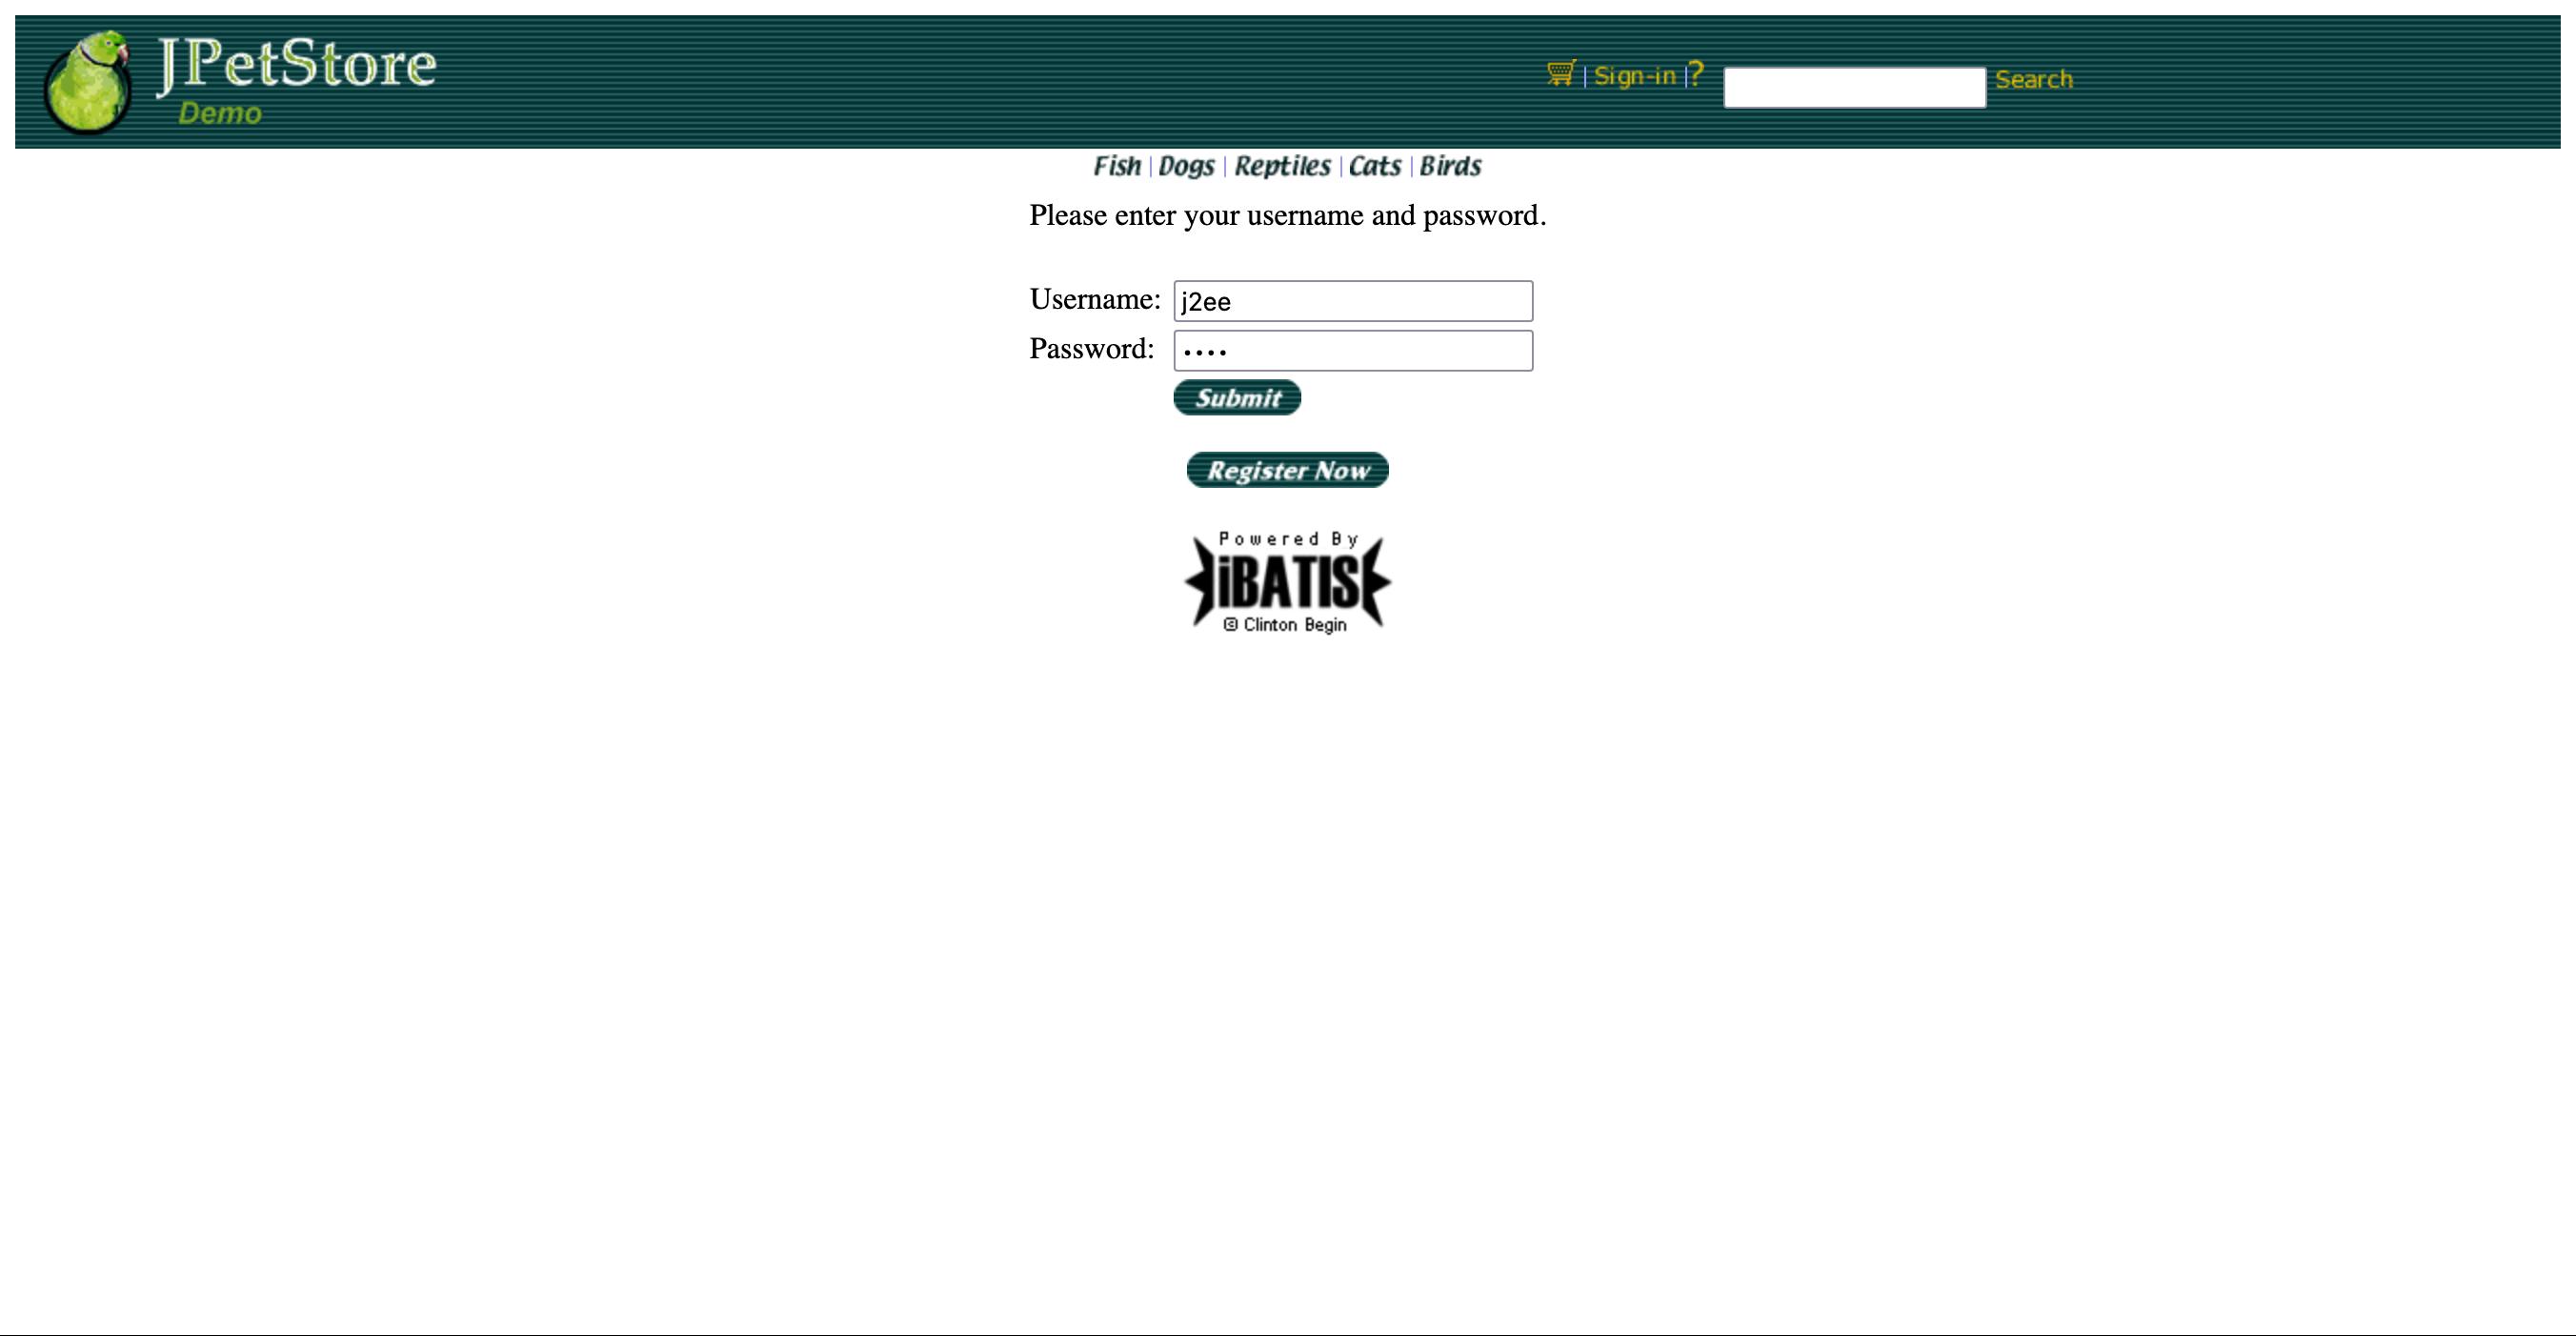 JPetStore
Demo
| Sign-in | ? Search
Fish | Dogs | Reptiles | Cats | Birds
Please enter your username and password.
Username: j2ee
Password: ••••
Submit
Register Now
Powered By
iBATIS
© Clinton Begin